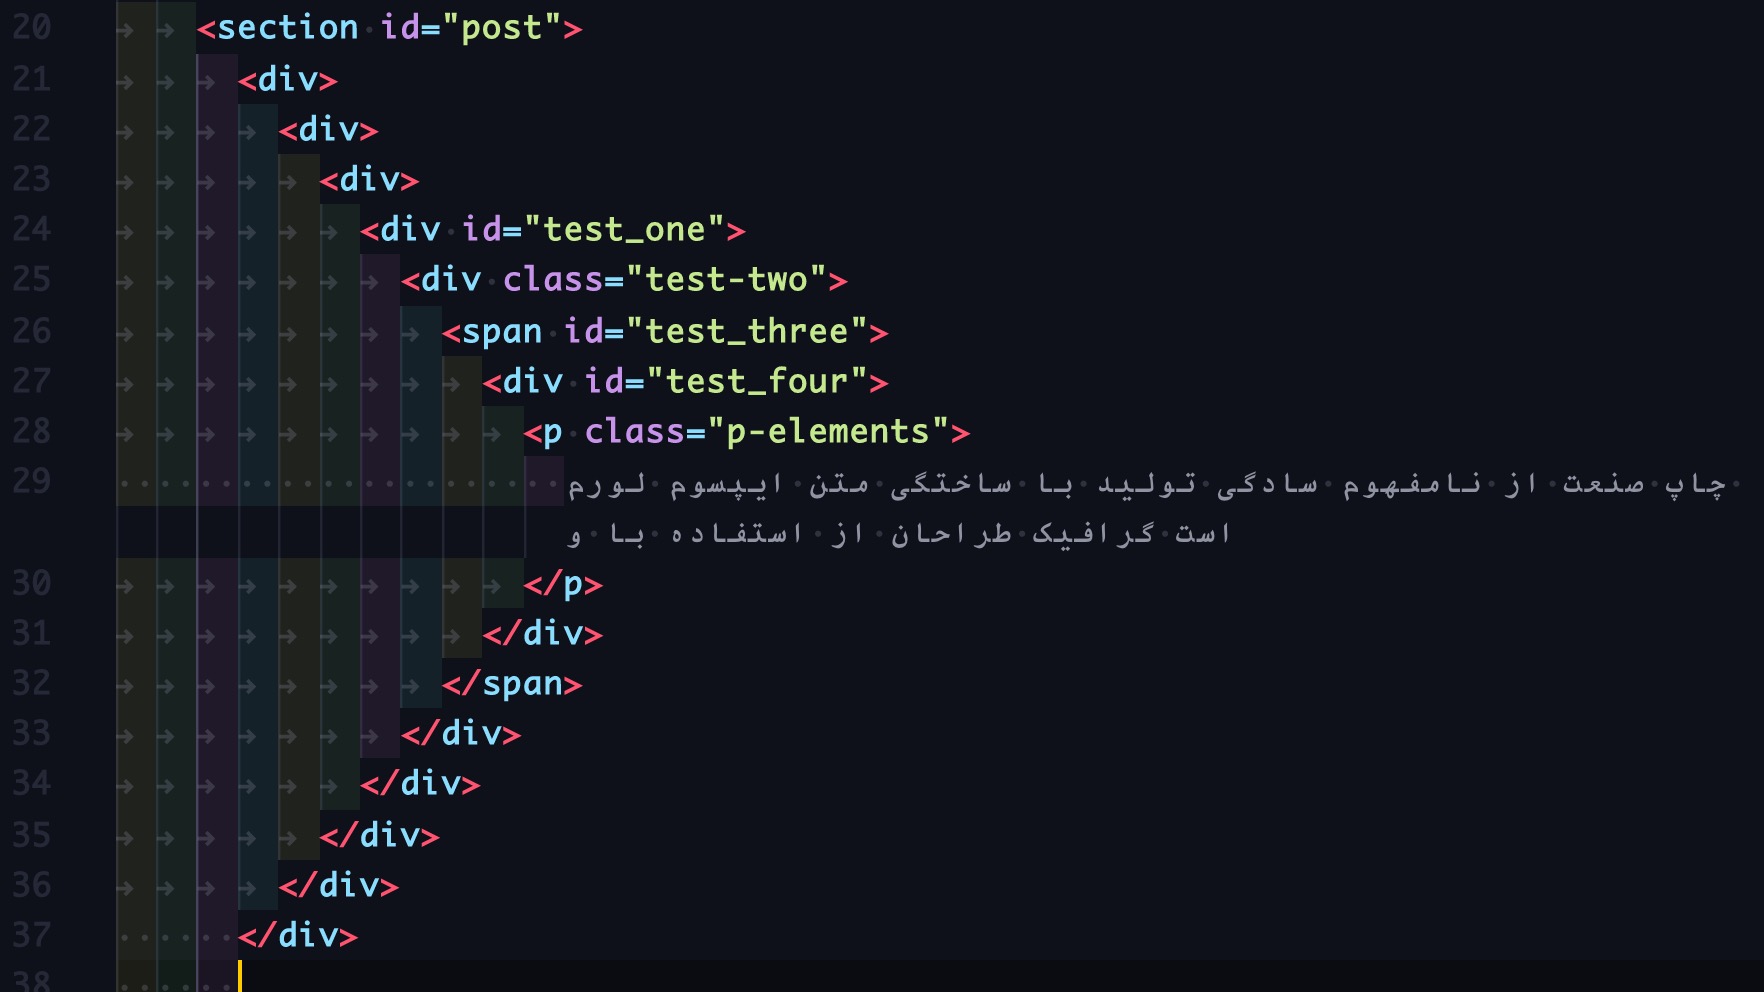 20 <section id="post">
21 <div>
22 <div>
23 <div>
24 <div id="test_one">
25 <div class="test-two">
26 <span id="test_three">
27 <div id="test_four">
28 <p class="p-elements">
29 لورم ایپسوم متن ساختگی با تولید سادگی نامفهوم از صنعت چاپ
و با استفاده از طراحان گرافیک است
30 </p>
31 </div>
32 </span>
33 </div>
34 </div>
35 </div>
36 </div>
37 </div>
38